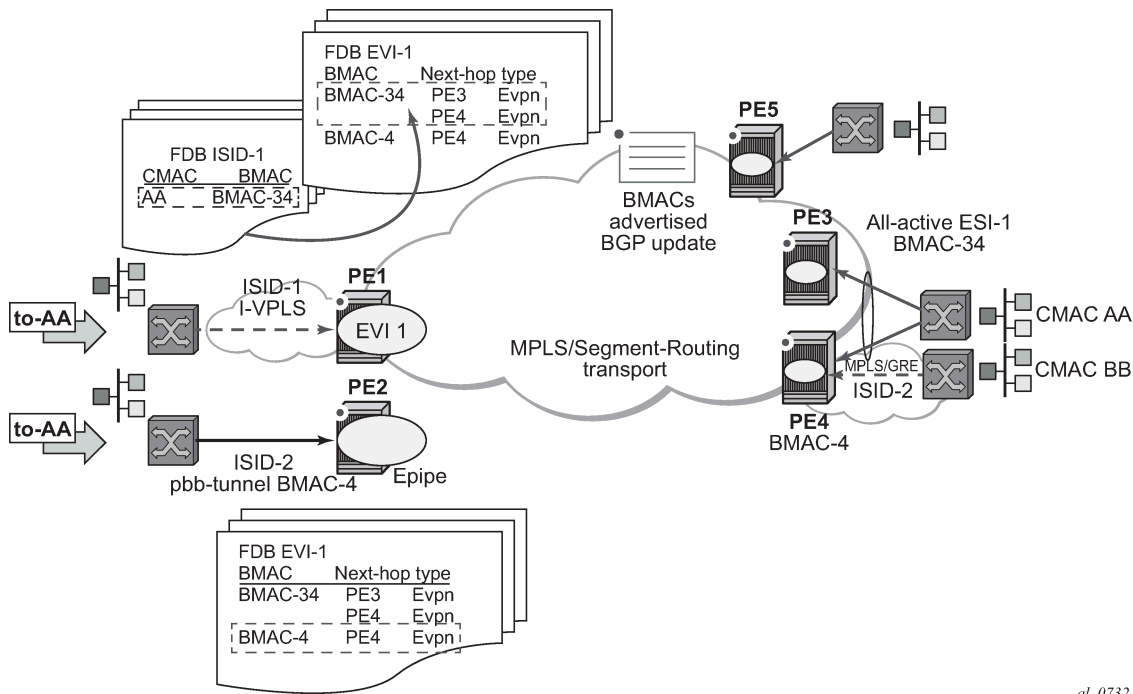 FDB EVI-1
BMAC Next-hop type
BMAC-34 PE3 Evpn
PE4 Evpn
BMAC-4 PE4 Evpn
FDB ISID-1
CMAC BMAC
AA BMAC-34
PE5
BMACs
advertised
BGP update
PE3
All-active ESI-1
BMAC-34
to-AA
ISID-1
I-VPLS
PE1
EVI 1
MPLS/Segment-Routing
transport
CMAC AA
MPLS/GRE
ISID-2
CMAC BB
PE4
BMAC-4
to-AA
PE2
ISID-2
pbb-tunnel BMAC-4
Epipe
FDB EVI-1
BMAC Next-hop type
BMAC-34 PE3 Evpn
PE4 Evpn
BMAC-4 PE4 Evpn
al_0732